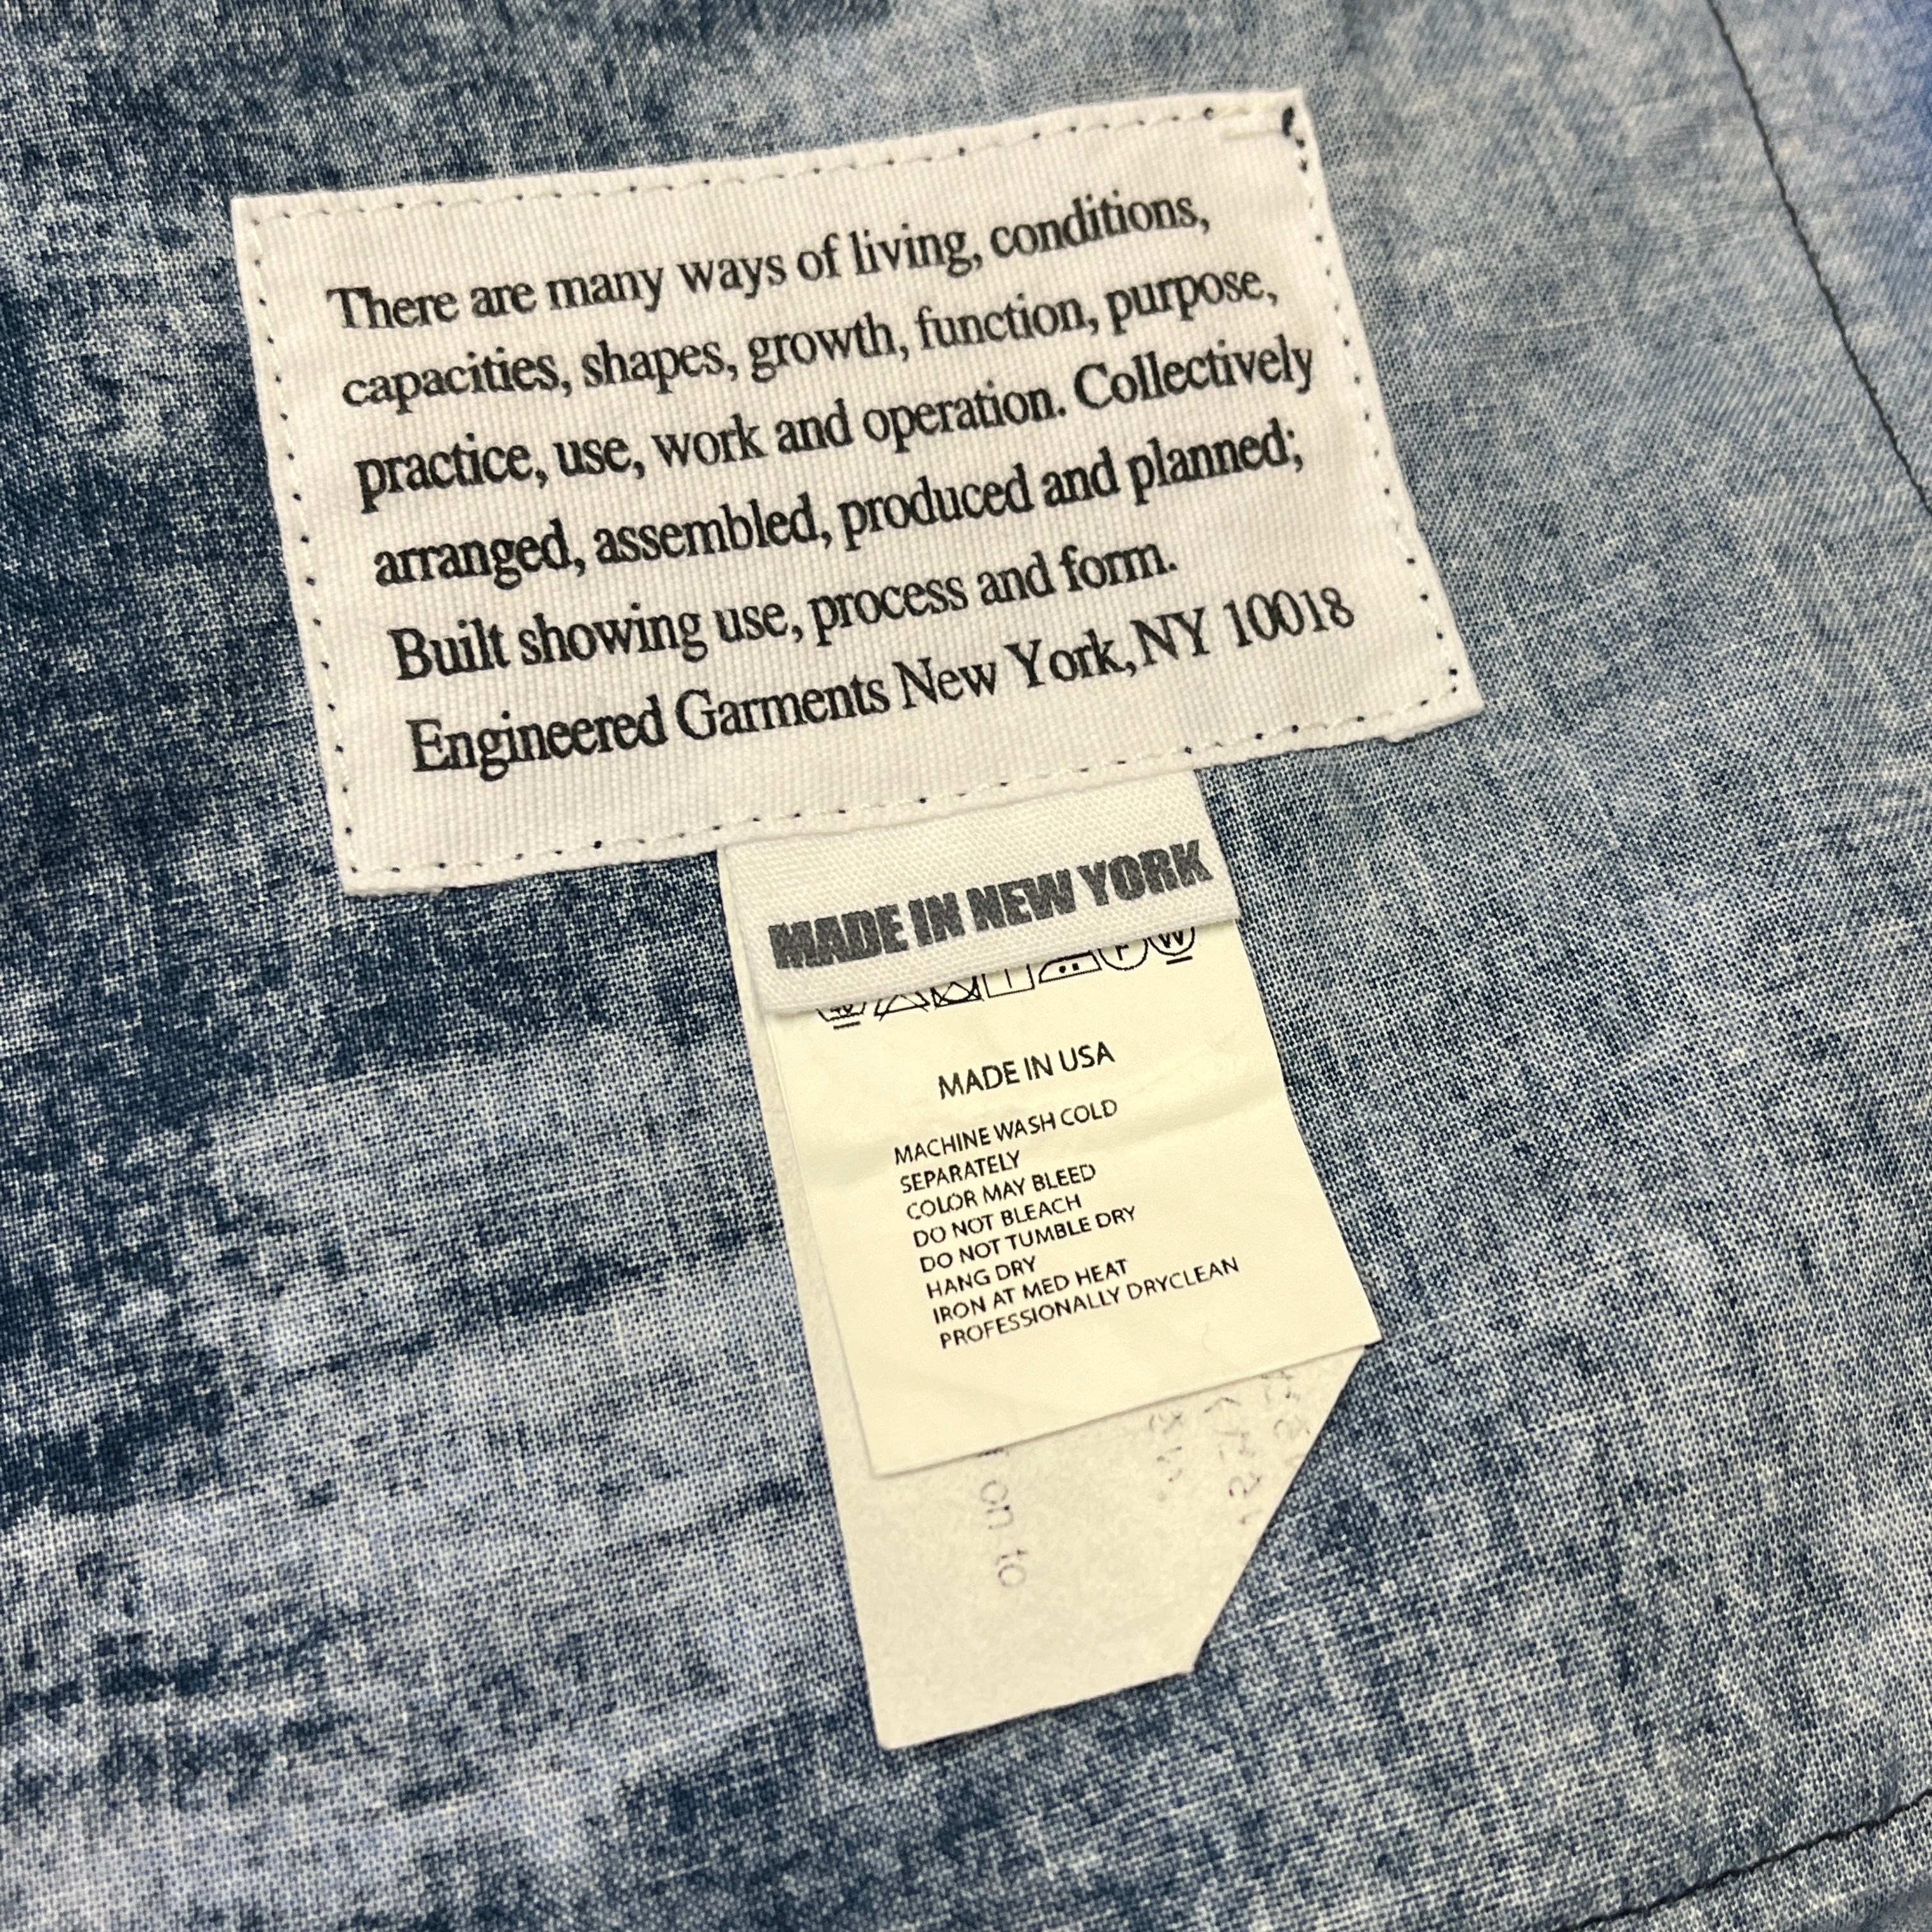 There are many ways of living, conditions,
capacities, shapes, growth, function, purpose,
practice, use, work and operation. Collectively
arranged, assembled, produced and planned;
Built showing use, process and form.
Engineered Garments New York, NY 10018
MADE IN NEW YORK
MADE IN USA
MACHINE WASH COLD
SEPARATELY
COLOR MAY BLEED
DO NOT BLEACH
DO NOT TUMBLE DRY
HANG DRY
IRON AT MED HEAT
PROFESSIONALLY DRYCLEAN
on to